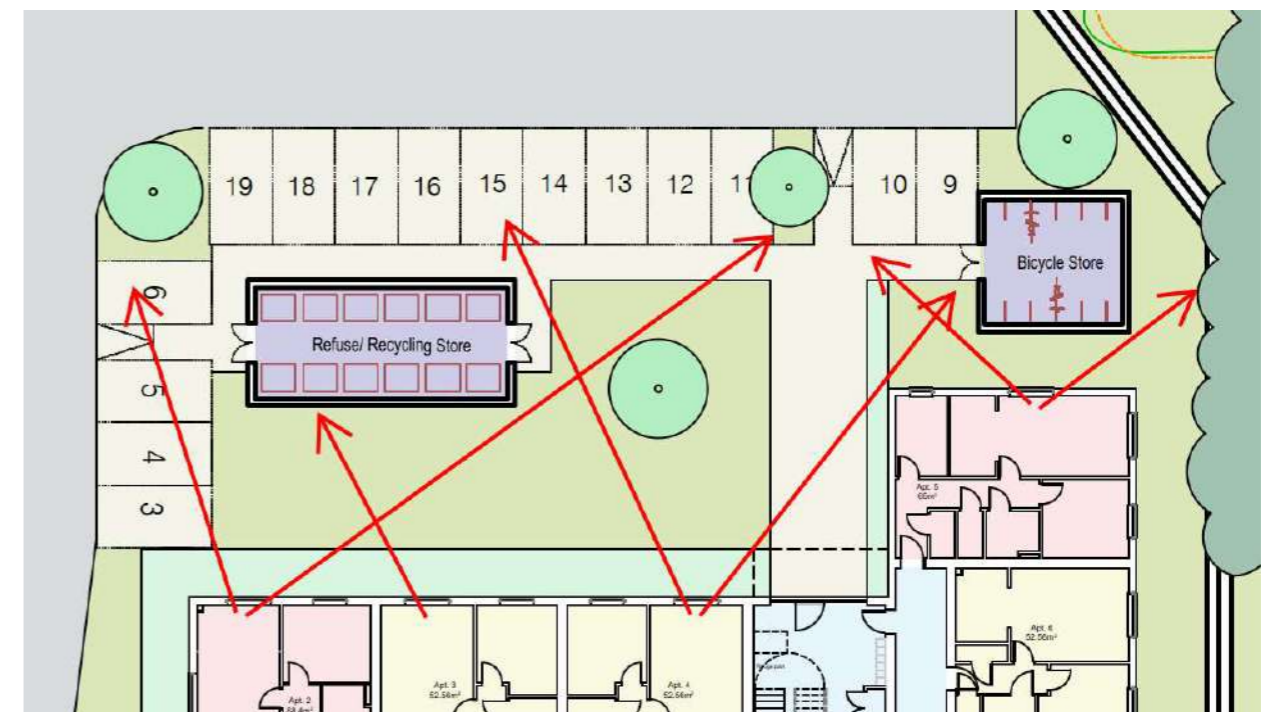 19 18 17 16 15 14 13 12 11 10 9
Bicycle Store
6
Refuse/ Recycling Store
5
4
3
Apt. 5
65m²
Apt. 6
52.56m²
Apt. 3
52.56m²
Apt. 4
52.56m²
Apt. 2